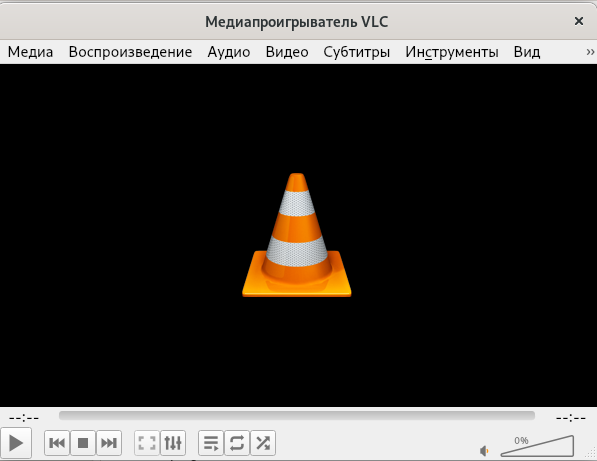 Медиапроигрыватель VLC
Медиа Воспроизведение Аудио Видео Субтитры Инструменты Вид »
--:-- --:--
0%